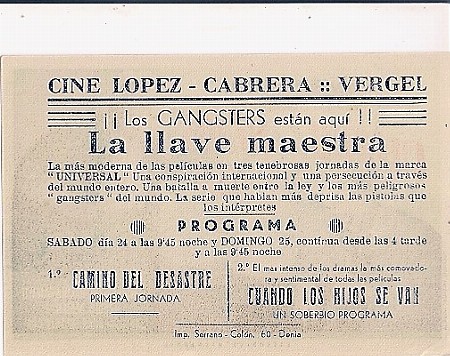 CINE LOPEZ - CABRERA :: VERGEL
¡¡Los GANGSTERS están aquí!!
La llave maestra
La más moderna de las películas en tres tenebrosas jornadas de la marca
"UNIVERSAL" Una conspiración internacional y una persecución a través
del mundo entero. Una batalla a muerte entre la ley y los más peligrosos
"gangsters" del mundo. La serie que hablan más deprisa las pistolas que
los intérpretes
PROGRAMA
SABADO día 24 a las 9'45 noche y DOMINGO 25, contínua desde las 4 tarde
y a las 9'45 noche
1.º CAMINO DEL DESASTRE
PRIMERA JORNADA
2.º El mas intenso de los dramas la mas comovedo-
ra y sentimental de todas las películas
CUANDO LOS HIJOS SE VAN
UN SOBERBIO PROGRAMA
Imp. Serrano - Colón, 60 - Denia